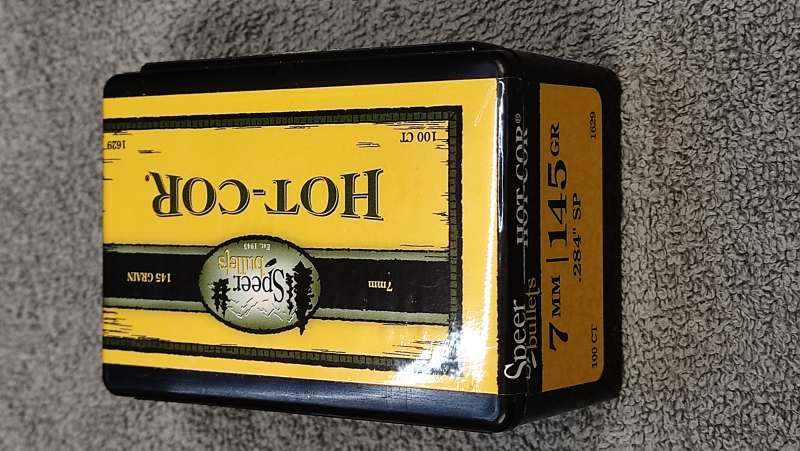 7mm
145 GRAIN
Speer
bullets
Est. 1943
HOT-COR.
100 CT
1629
Speer
bullets
HOT-COR®
7 MM | 145 GR
.284" SP
100 CT
1629